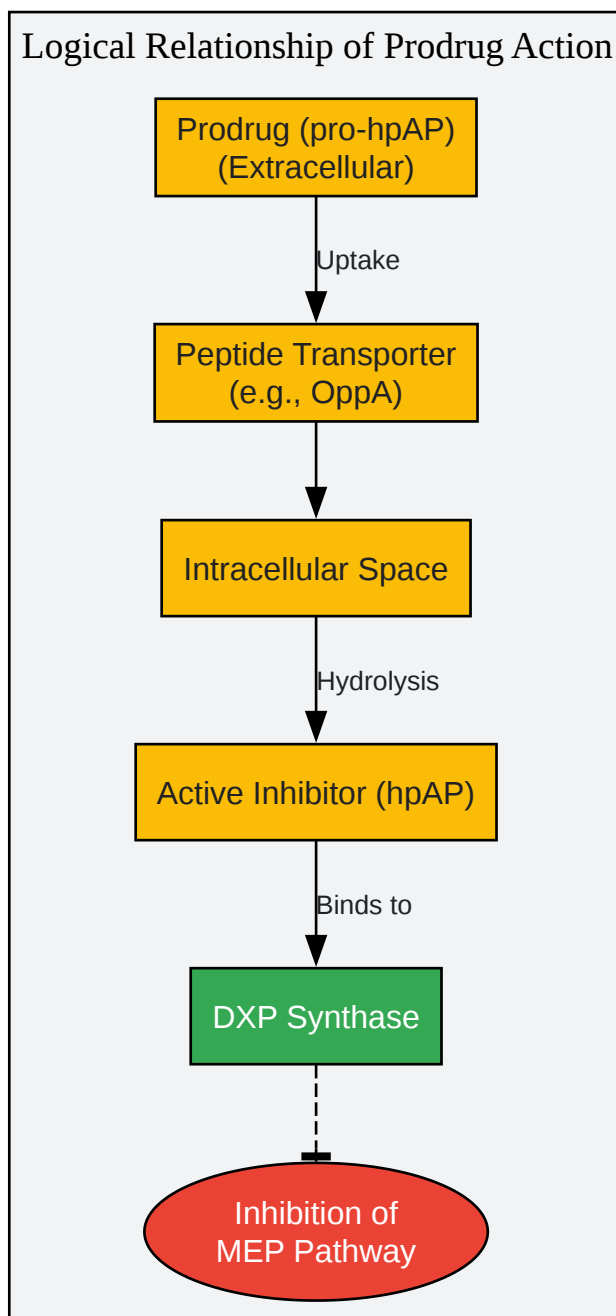 Logical Relationship of Prodrug Action
Prodrug (pro-hpAP)
(Extracellular)
Uptake
Peptide Transporter
(e.g., OppA)
Intracellular Space
Hydrolysis
Active Inhibitor (hpAP)
Binds to
DXP Synthase
Inhibition of
MEP Pathway